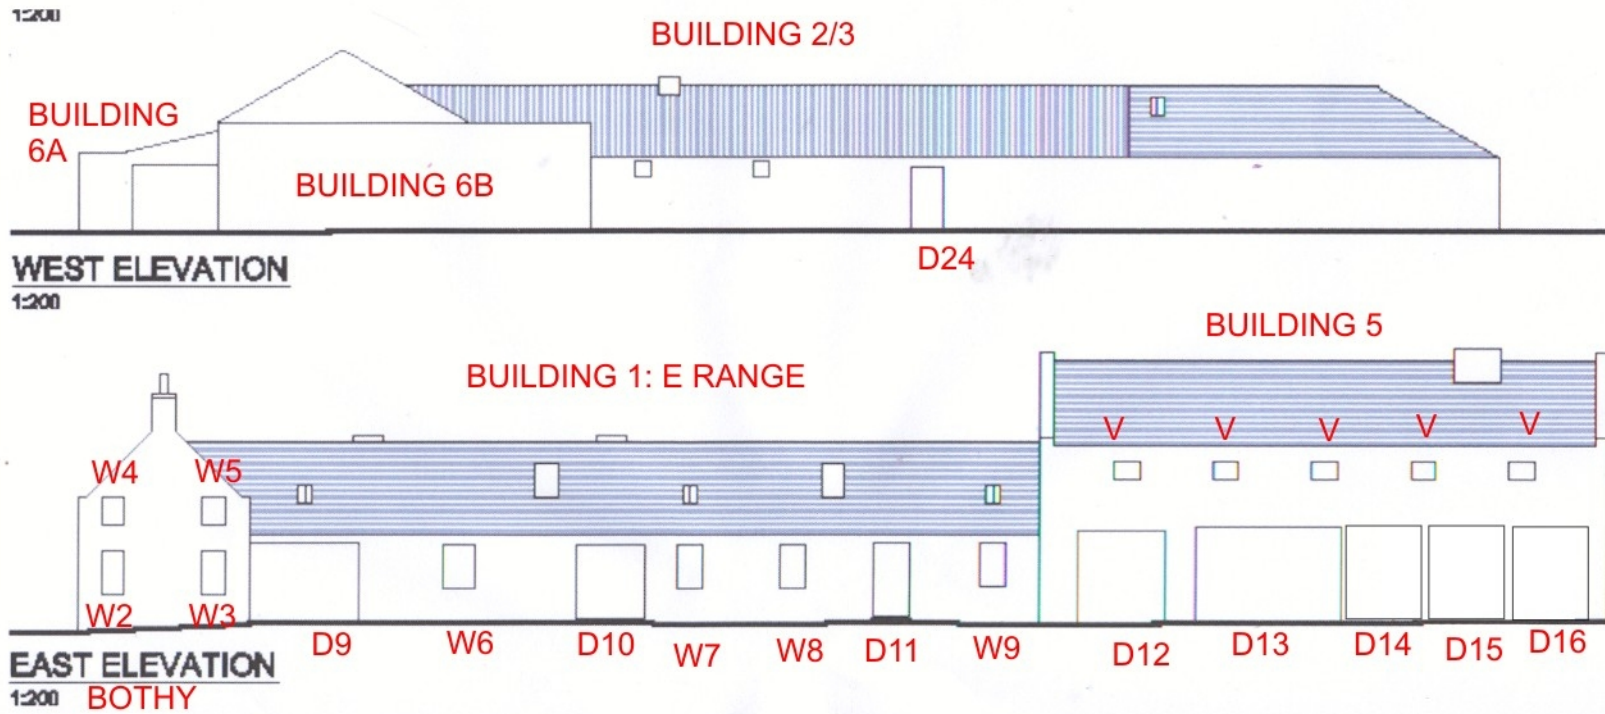 1:200
BUILDING 2/3
BUILDING
6A
BUILDING 6B
D24
WEST ELEVATION
1:200
BUILDING 5
BUILDING 1: E RANGE
V V V V V
W4 W5
W2 W3
D9 W6 D10 W7 W8 D11 W9 D12 D13 D14 D15 D16
EAST ELEVATION
1:200 BOTHY